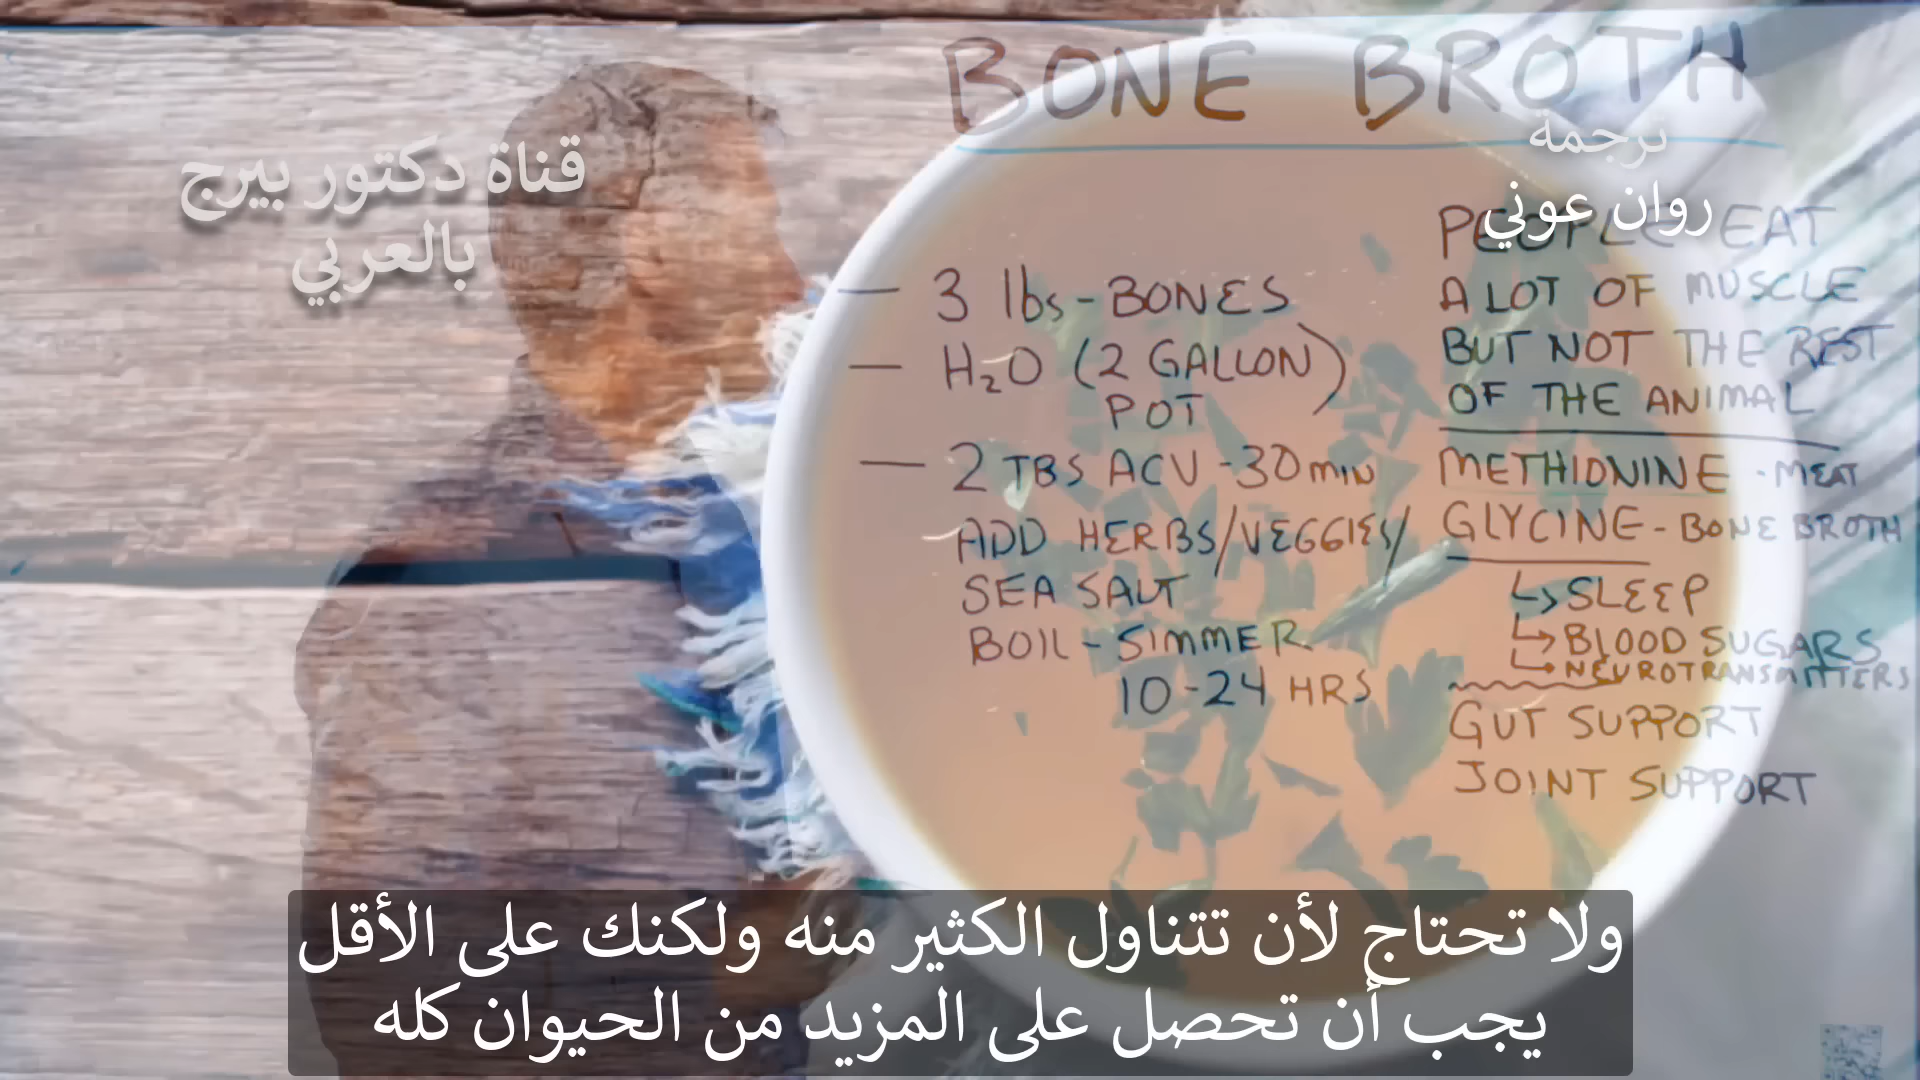 BONE BROTH
قناة دكتور بيرج
بالعربي
ترجمة
روان عوني
— 3 lbs - BONES
— H₂O (2 GALLON)
POT
— 2 TBS ACV - 30 MIN
ADD HERBS/VEGGIES/
SEA SALT
BOIL - SIMMER
10-24 HRS
PEOPLE EAT
A LOT OF MUSCLE
BUT NOT THE REST
OF THE ANIMAL
METHIONINE - MEAT
GLYCINE - BONE BROTH
↳ SLEEP
↳ BLOOD SUGARS
↳ NEUROTRANSMITTERS
GUT SUPPORT
JOINT SUPPORT
ولا تحتاج لأن تتناول الكثير منه ولكنك على الأقل
يجب أن تحصل على المزيد من الحيوان كله